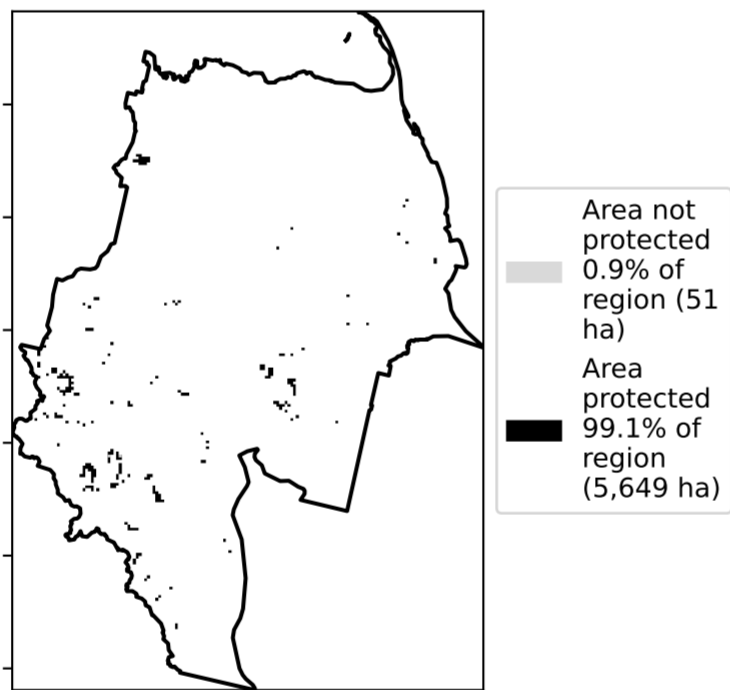 Area not
protected
0.9% of
region (51
ha)
Area
protected
99.1% of
region
(5,649 ha)